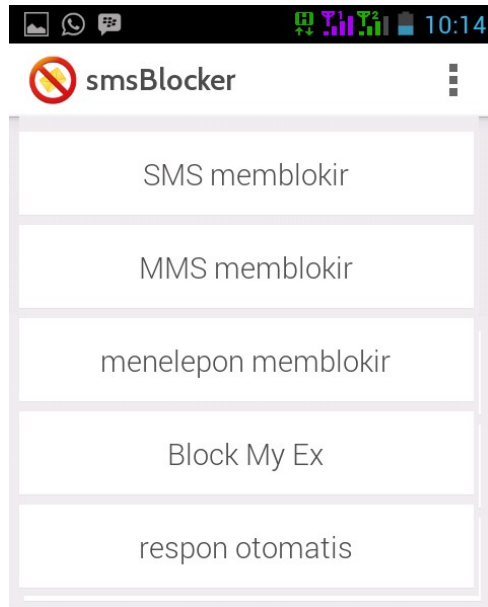 10:14
smsBlocker
SMS memblokir
MMS memblokir
menelepon memblokir
Block My Ex
respon otomatis